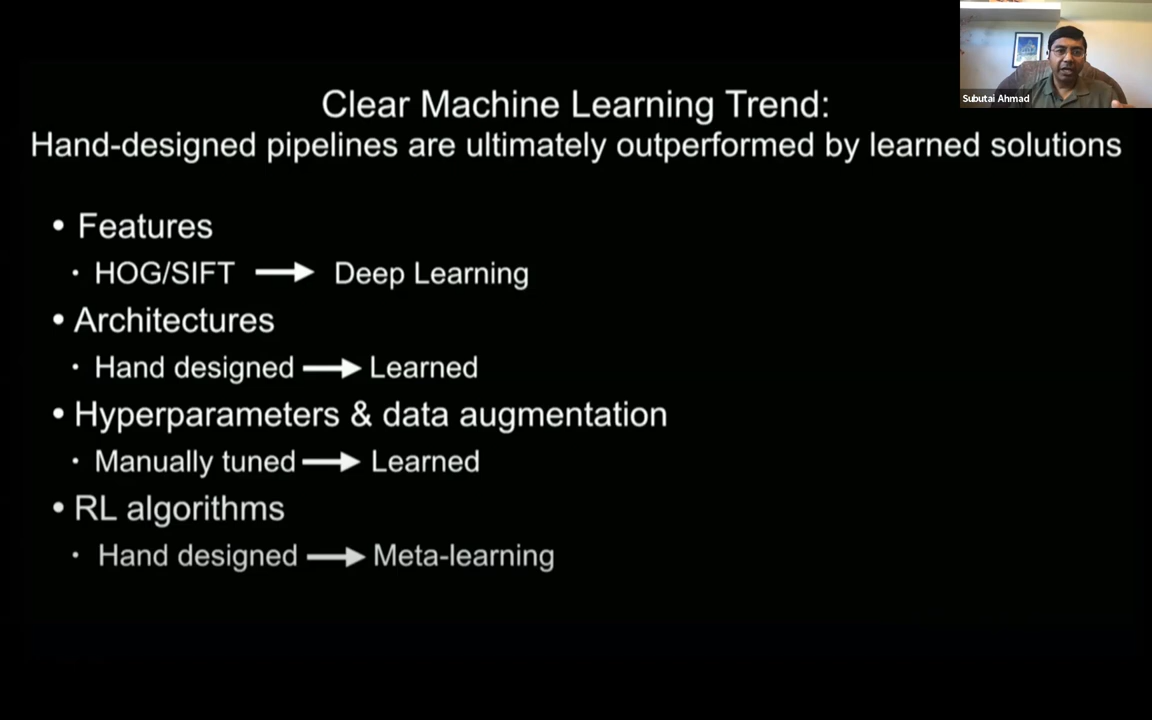 Clear Machine Learning Trend:
Hand-designed pipelines are ultimately outperformed by learned solutions
• Features
• HOG/SIFT → Deep Learning
• Architectures
• Hand designed → Learned
• Hyperparameters & data augmentation
• Manually tuned → Learned
• RL algorithms
• Hand designed → Meta-learning
Subutai Ahmad